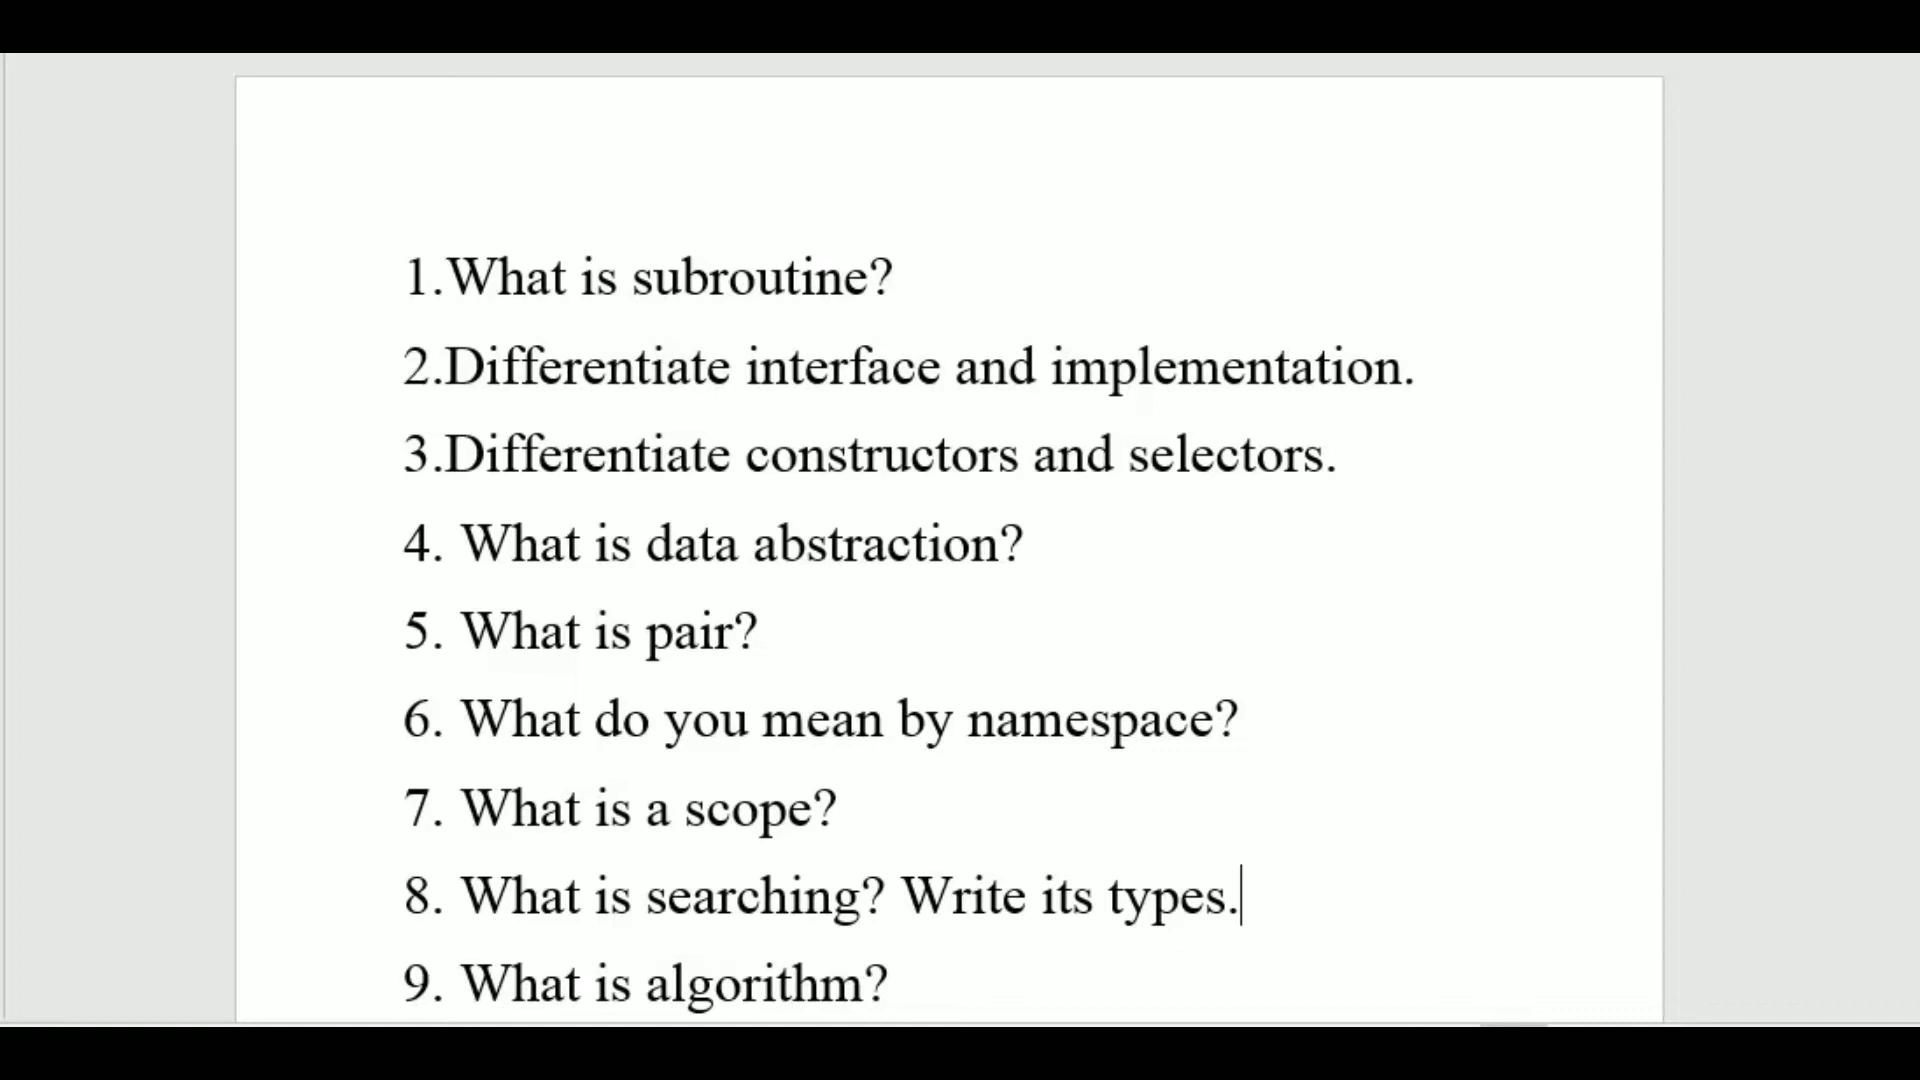 1.What is subroutine?
2.Differentiate interface and implementation.
3.Differentiate constructors and selectors.
4. What is data abstraction?
5. What is pair?
6. What do you mean by namespace?
7. What is a scope?
8. What is searching? Write its types.
9. What is algorithm?